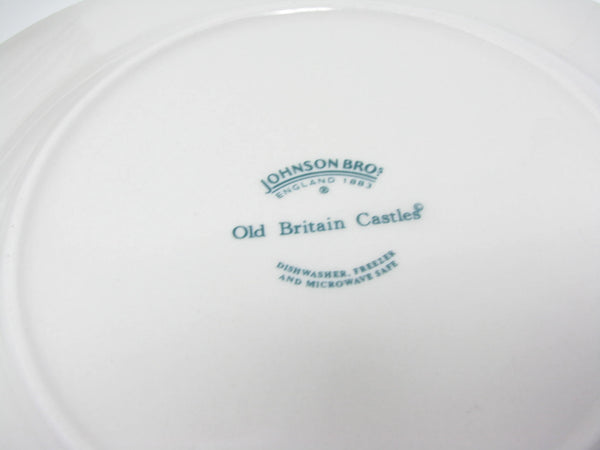 JOHNSON BROS
ENGLAND 1883
®
Old Britain Castles©
DISHWASHER, FREEZER
AND MICROWAVE SAFE